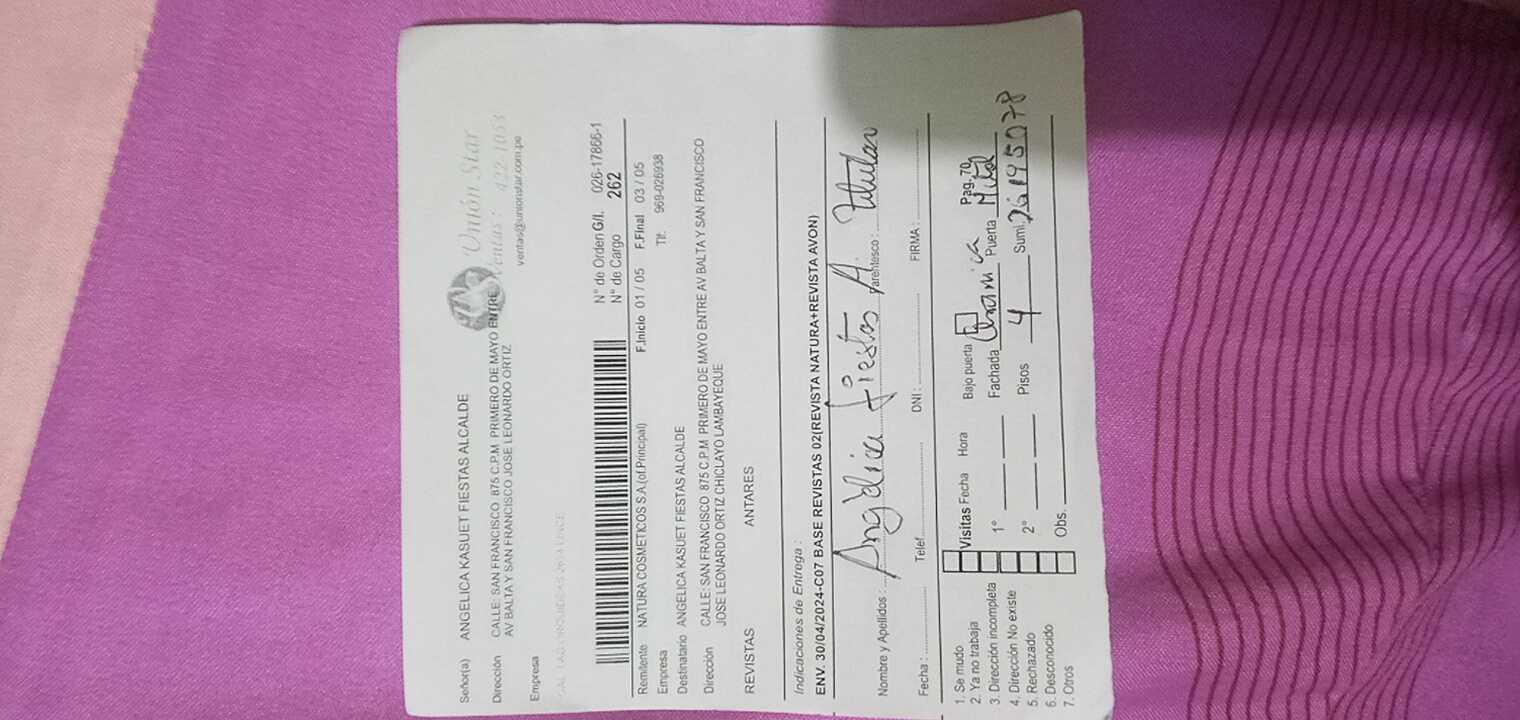 Unión Star
Ventas: 422 1053
ventas@unionstar.com.pe
Señor(a) ANGELICA KASUET FIESTAS ALCALDE
Dirección CALLE: SAN FRANCISCO 875 C.P.M PRIMERO DE MAYO ENTRE
AV BALTA Y SAN FRANCISCO JOSE LEONARDO ORTIZ
Empresa
N° de Orden G/I. 026-17866-1
N° de Cargo 262
Remitente NATURA COSMETICOS S.A.(of.Principal) F.Inicio 01 / 05 F.Final 03 / 05
Empresa Tlf. 969-026938
Destinatario ANGELICA KASUET FIESTAS ALCALDE
Dirección CALLE: SAN FRANCISCO 875 C.P.M PRIMERO DE MAYO ENTRE AV BALTA Y SAN FRANCISCO
JOSE LEONARDO ORTIZ CHICLAYO LAMBAYEQUE
REVISTAS ANTARES
Indicaciones de Entrega :
ENV. 30/04/2024-C07 BASE REVISTAS 02(REVISTA NATURA+REVISTA AVON)
Nombre y Apellidos : Angélica fiestas A. Parentesco : titular
Fecha : Telef DNI : FIRMA :
1. Se mudo Visitas Fecha Hora Bajo puerta Pag. 70
2. Ya no trabaja
3. Dirección incompleta 1° Fachada Puerta Mital
4. Dirección No existe
5. Rechazado 2° Pisos 4 Sumi 26195078
6. Desconocido
7. Otros Obs.